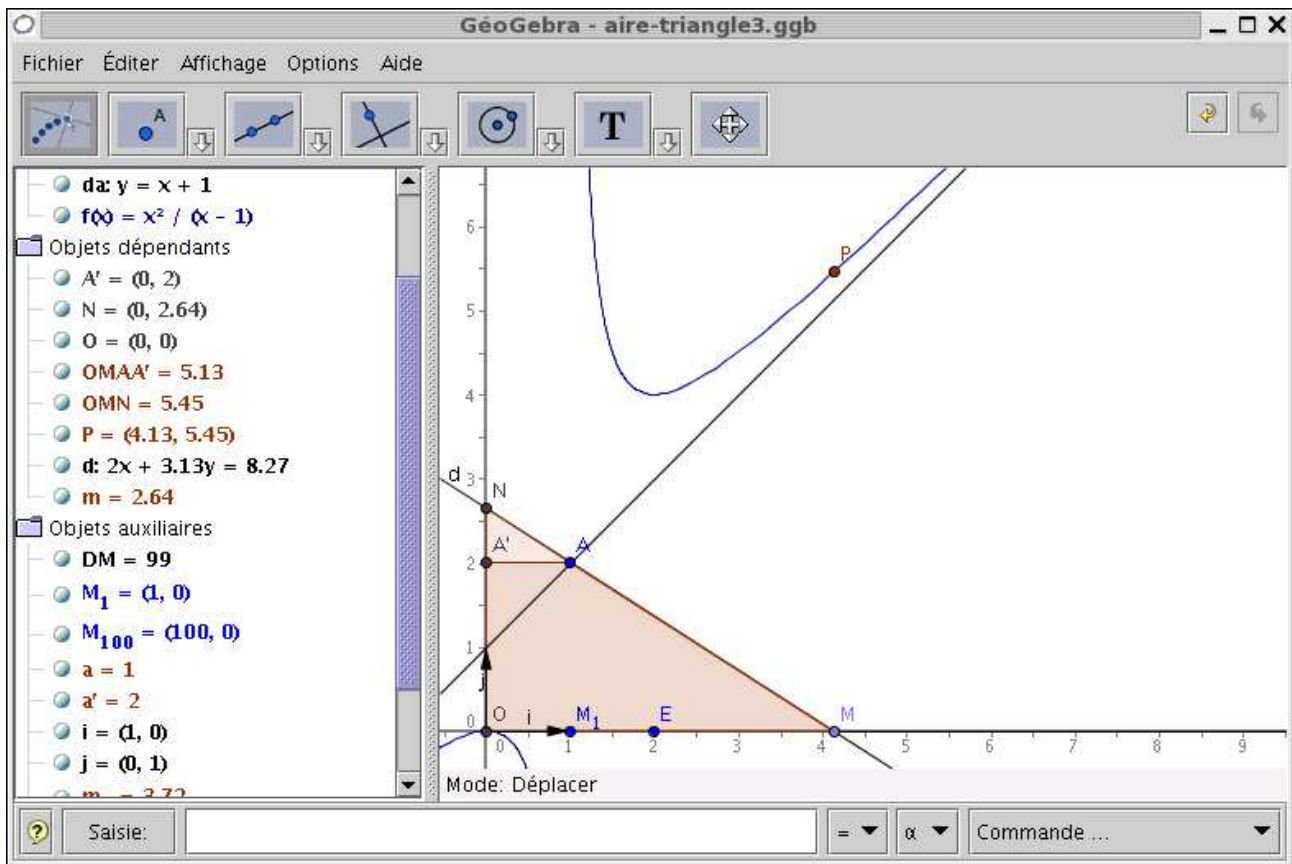 GéoGebra - aire-triangle3.ggb
Fichier Éditer Affichage Options Aide
A
T
da: y = x + 1
f(x) = x² / (x - 1)
Objets dépendants
A' = (0, 2)
N = (0, 2.64)
O = (0, 0)
OMAA' = 5.13
OMN = 5.45
P = (4.13, 5.45)
d: 2x + 3.13y = 8.27
m = 2.64
Objets auxiliaires
DM = 99
M₁ = (1, 0)
M₁₀₀ = (100, 0)
a = 1
a' = 2
i = (1, 0)
j = (0, 1)
6
P
5
4
d 3
N
A' A
2
1
j
0 O i M₁ E M
0 1 2 3 4 5 6 7 8 9
Mode: Déplacer
? Saisie: = α Commande ...